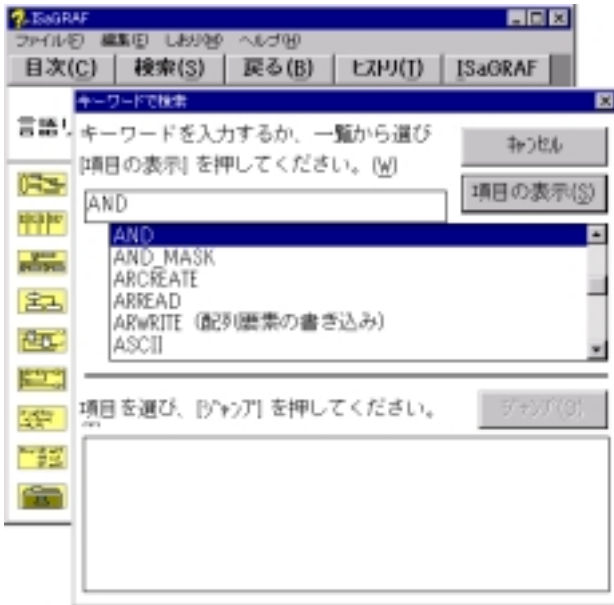 ISaGRAF
ファイル(F) 編集(E) しおり(M) ヘルプ(H)
目次(C) 検索(S) 戻る(B) ヒストリ(T) ISaGRAF
キーワードで検索
言語リ
キーワードを入力するか、一覧から選び
[項目の表示] を押してください。(W)
キャンセル
項目の表示(S)
AND
AND
AND_MASK
ARCREATE
ARREAD
ARWRITE (配列要素の書き込み)
ASCII
項目を選び、[ジャンプ] を押してください。
ジャンプ(O)